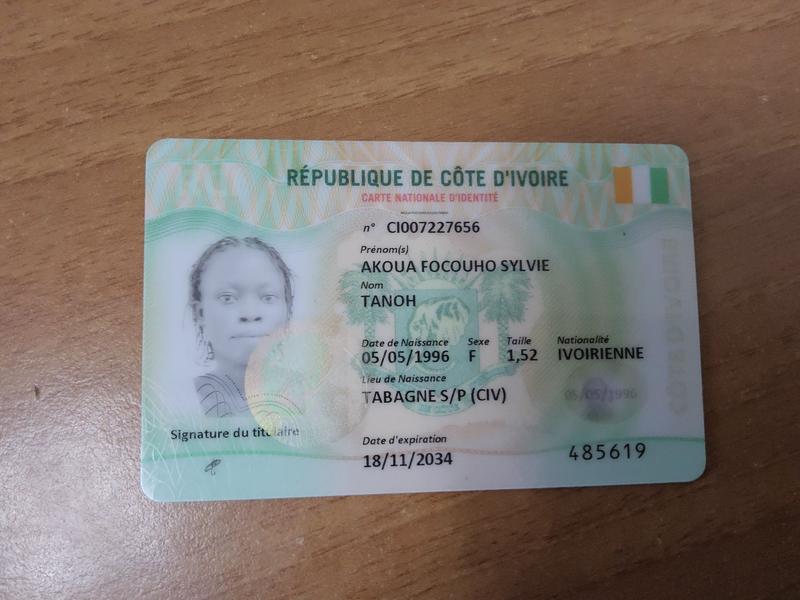 RÉPUBLIQUE DE CÔTE D'IVOIRE
CARTE NATIONALE D'IDENTITÉ
n° CI007227656
Prénom(s)
AKOUA FOCOUHO SYLVIE
Nom
TANOH
Date de Naissance Sexe Taille Nationalité
05/05/1996 F 1,52 IVOIRIENNE
Lieu de Naissance
TABAGNE S/P (CIV)
05/05/1996
Signature du titulaire
Date d'expiration
18/11/2034
485619